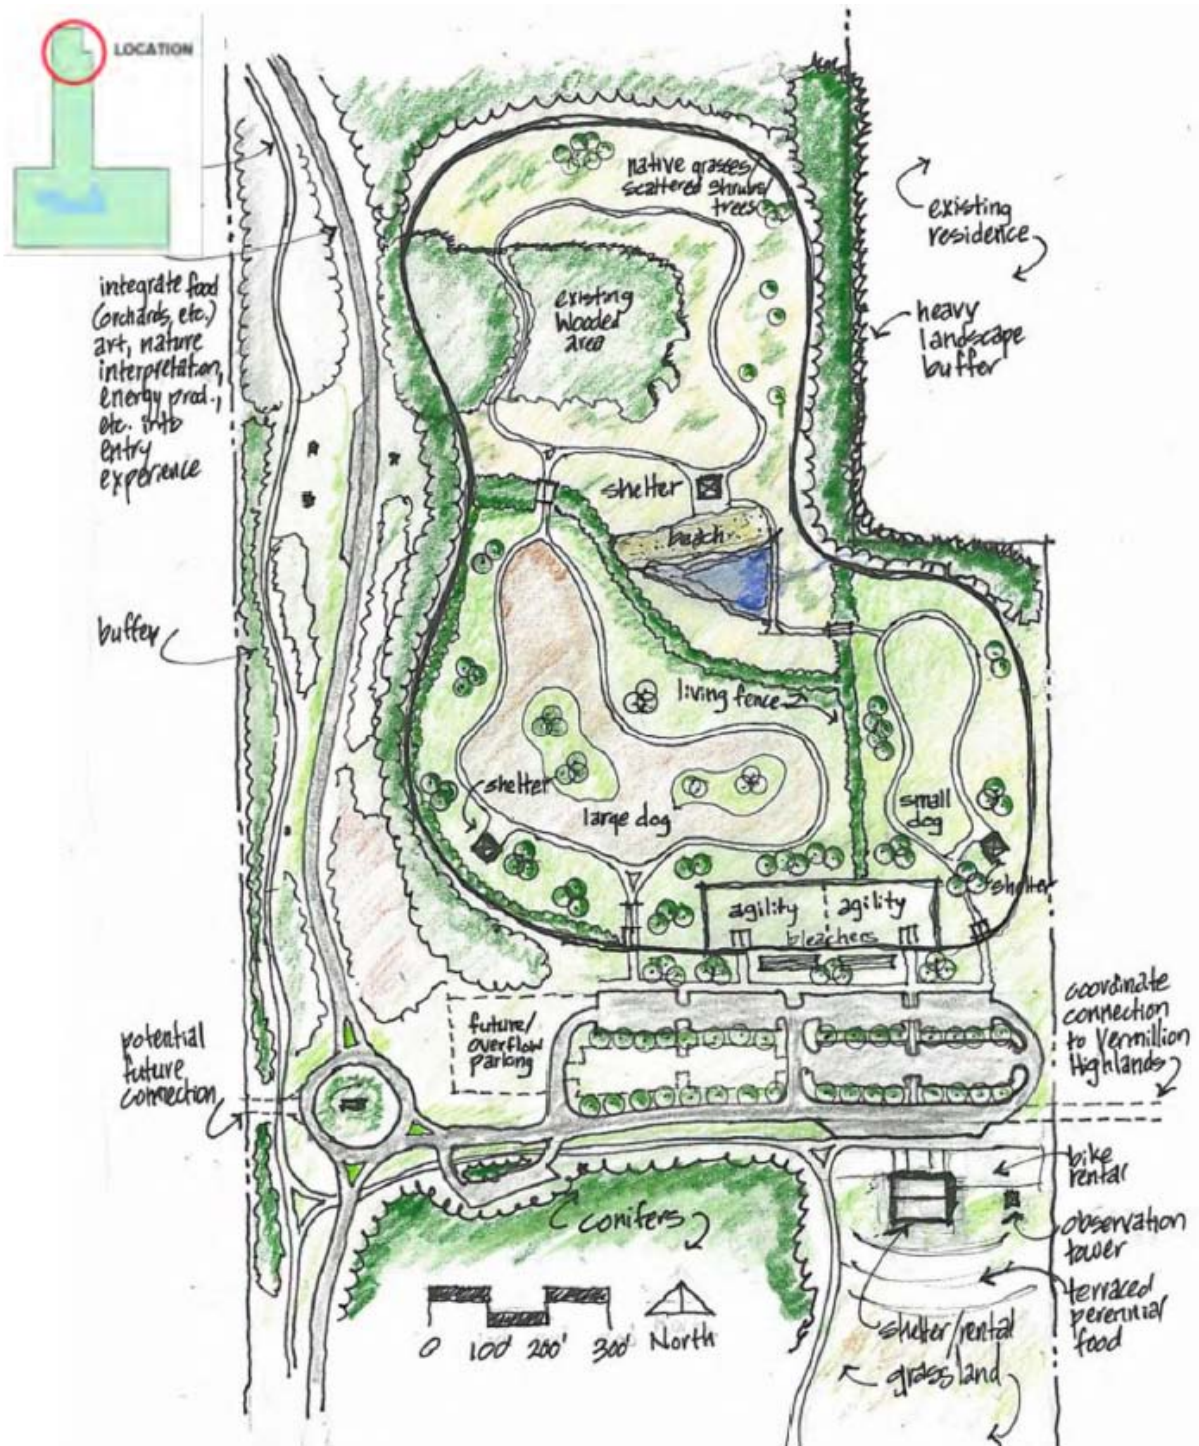 LOCATION
native grasses/
scattered shrubs/
trees
existing
residence
integrate food
(orchards, etc.)
art, nature
interpretation,
energy prod.,
etc. into
entry
experience
existing
wooded
area
heavy
landscape
buffer
shelter
beach
buffer
living fence
shelter
large dog
small
dog
shelter
agility
agility
bleachers
coordinate
connection
to Vermillion
Highlands
future/
overflow
parking
potential
future
connection
bike
rental
conifers
observation
tower
terraced
perennial
food
0 100' 200' 300'
North
shelter/rental
grassland